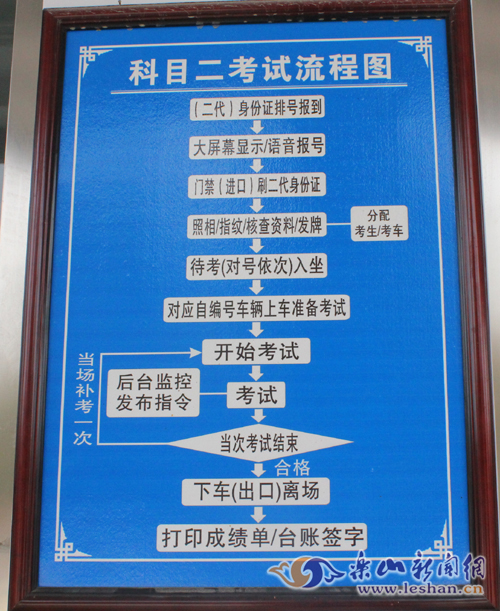 科目二考试流程图
(二代)身份证排号报到
大屏幕显示/语音报号
门禁(进口)刷二代身份证
照相/指纹/核查资料/发牌
分配
考生/考车
待考(对号依次)入坐
对应自编号车辆上车准备考试
开始考试
当场补考一次
后台监控
发布指令
考试
当次考试结束
合格
下车(出口)离场
打印成绩单/台账签字
乐山新闻網
www.leshan.cn